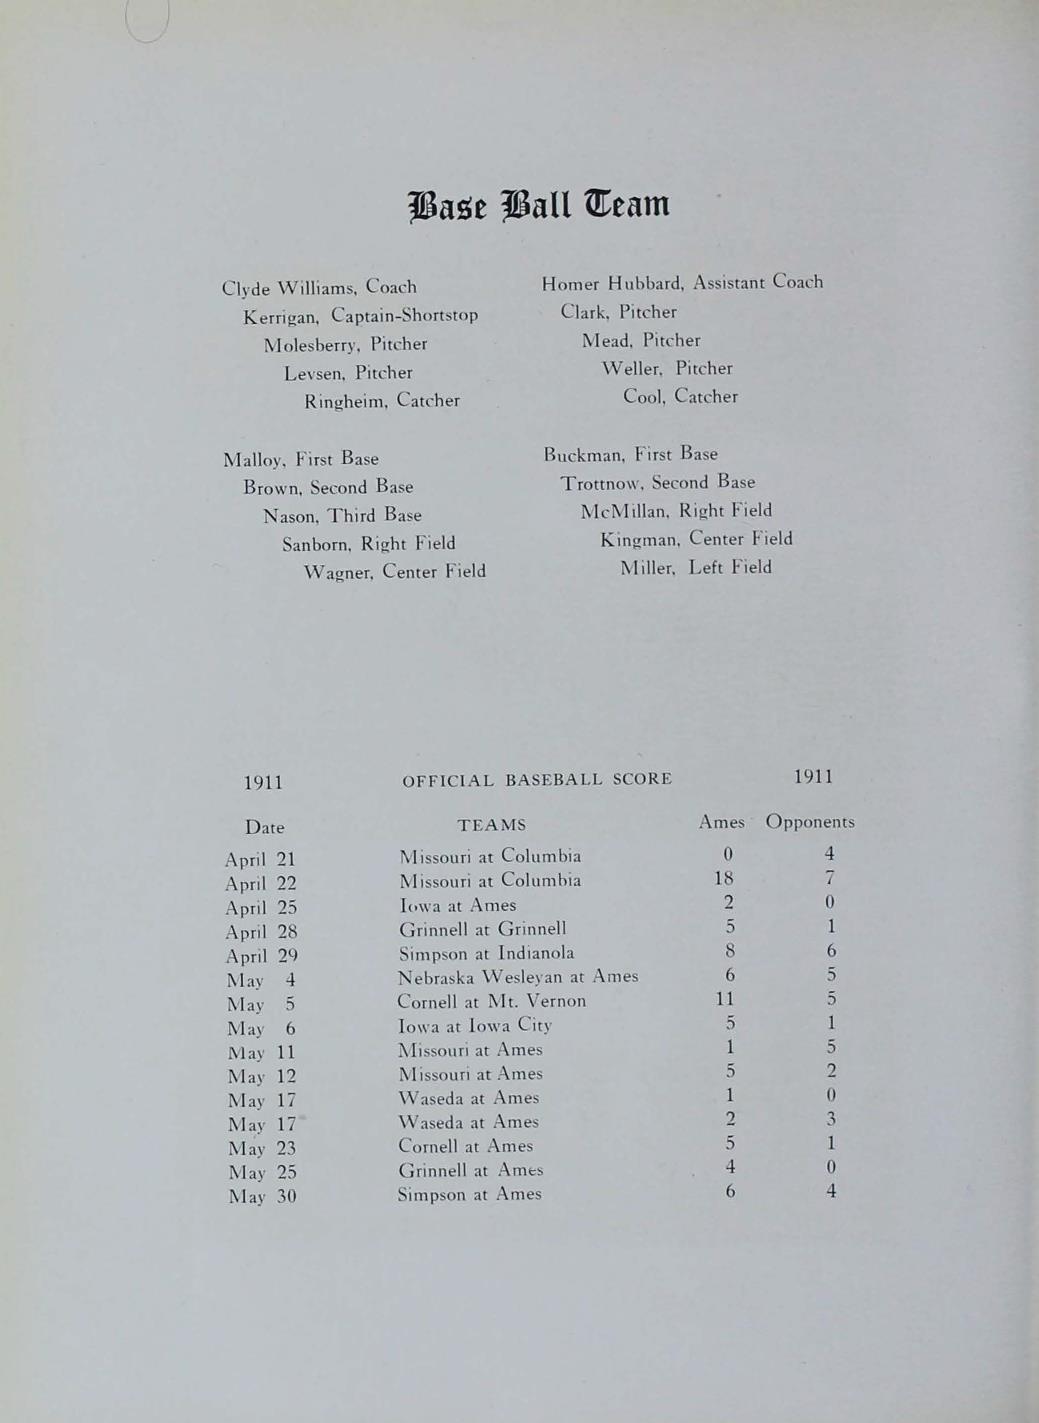 Base Ball Team
Clyde Williams, Coach
Kerrigan, Captain-Shortstop
Molesberry, Pitcher
Levsen, Pitcher
Ringheim, Catcher
Homer Hubbard, Assistant Coach
Clark, Pitcher
Mead, Pitcher
Weller, Pitcher
Cool, Catcher
Malloy, First Base
Brown, Second Base
Nason, Third Base
Sanborn, Right Field
Wagner, Center Field
Buckman, First Base
Trottnow, Second Base
McMillan, Right Field
Kingman, Center Field
Miller, Left Field
1911 OFFICIAL BASEBALL SCORE 1911
Date TEAMS Ames Opponents
April 21 Missouri at Columbia 0 4
April 22 Missouri at Columbia 18 7
April 25 Iowa at Ames 2 0
April 28 Grinnell at Grinnell 5 1
April 29 Simpson at Indianola 8 6
May 4 Nebraska Wesleyan at Ames 6 5
May 5 Cornell at Mt. Vernon 11 5
May 6 Iowa at Iowa City 5 1
May 11 Missouri at Ames 1 5
May 12 Missouri at Ames 5 2
May 17 Waseda at Ames 1 0
May 17 Waseda at Ames 2 3
May 23 Cornell at Ames 5 1
May 25 Grinnell at Ames 4 0
May 30 Simpson at Ames 6 4